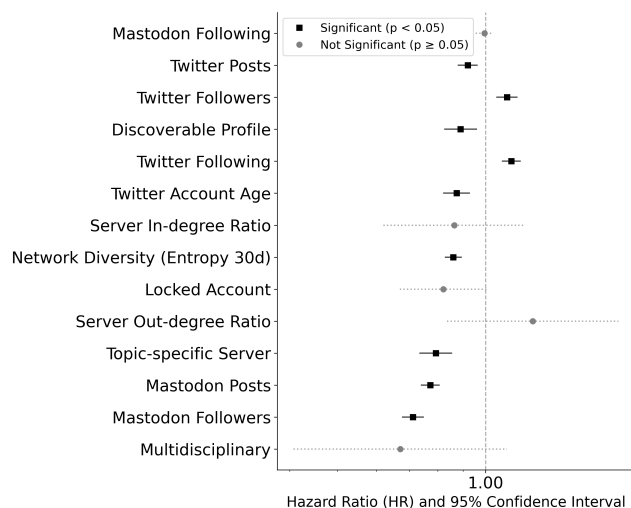 Mastodon Following
Significant (p < 0.05)
Not Significant (p ≥ 0.05)
Twitter Posts
Twitter Followers
Discoverable Profile
Twitter Following
Twitter Account Age
Server In-degree Ratio
Network Diversity (Entropy 30d)
Locked Account
Server Out-degree Ratio
Topic-specific Server
Mastodon Posts
Mastodon Followers
Multidisciplinary
1.00
Hazard Ratio (HR) and 95% Confidence Interval